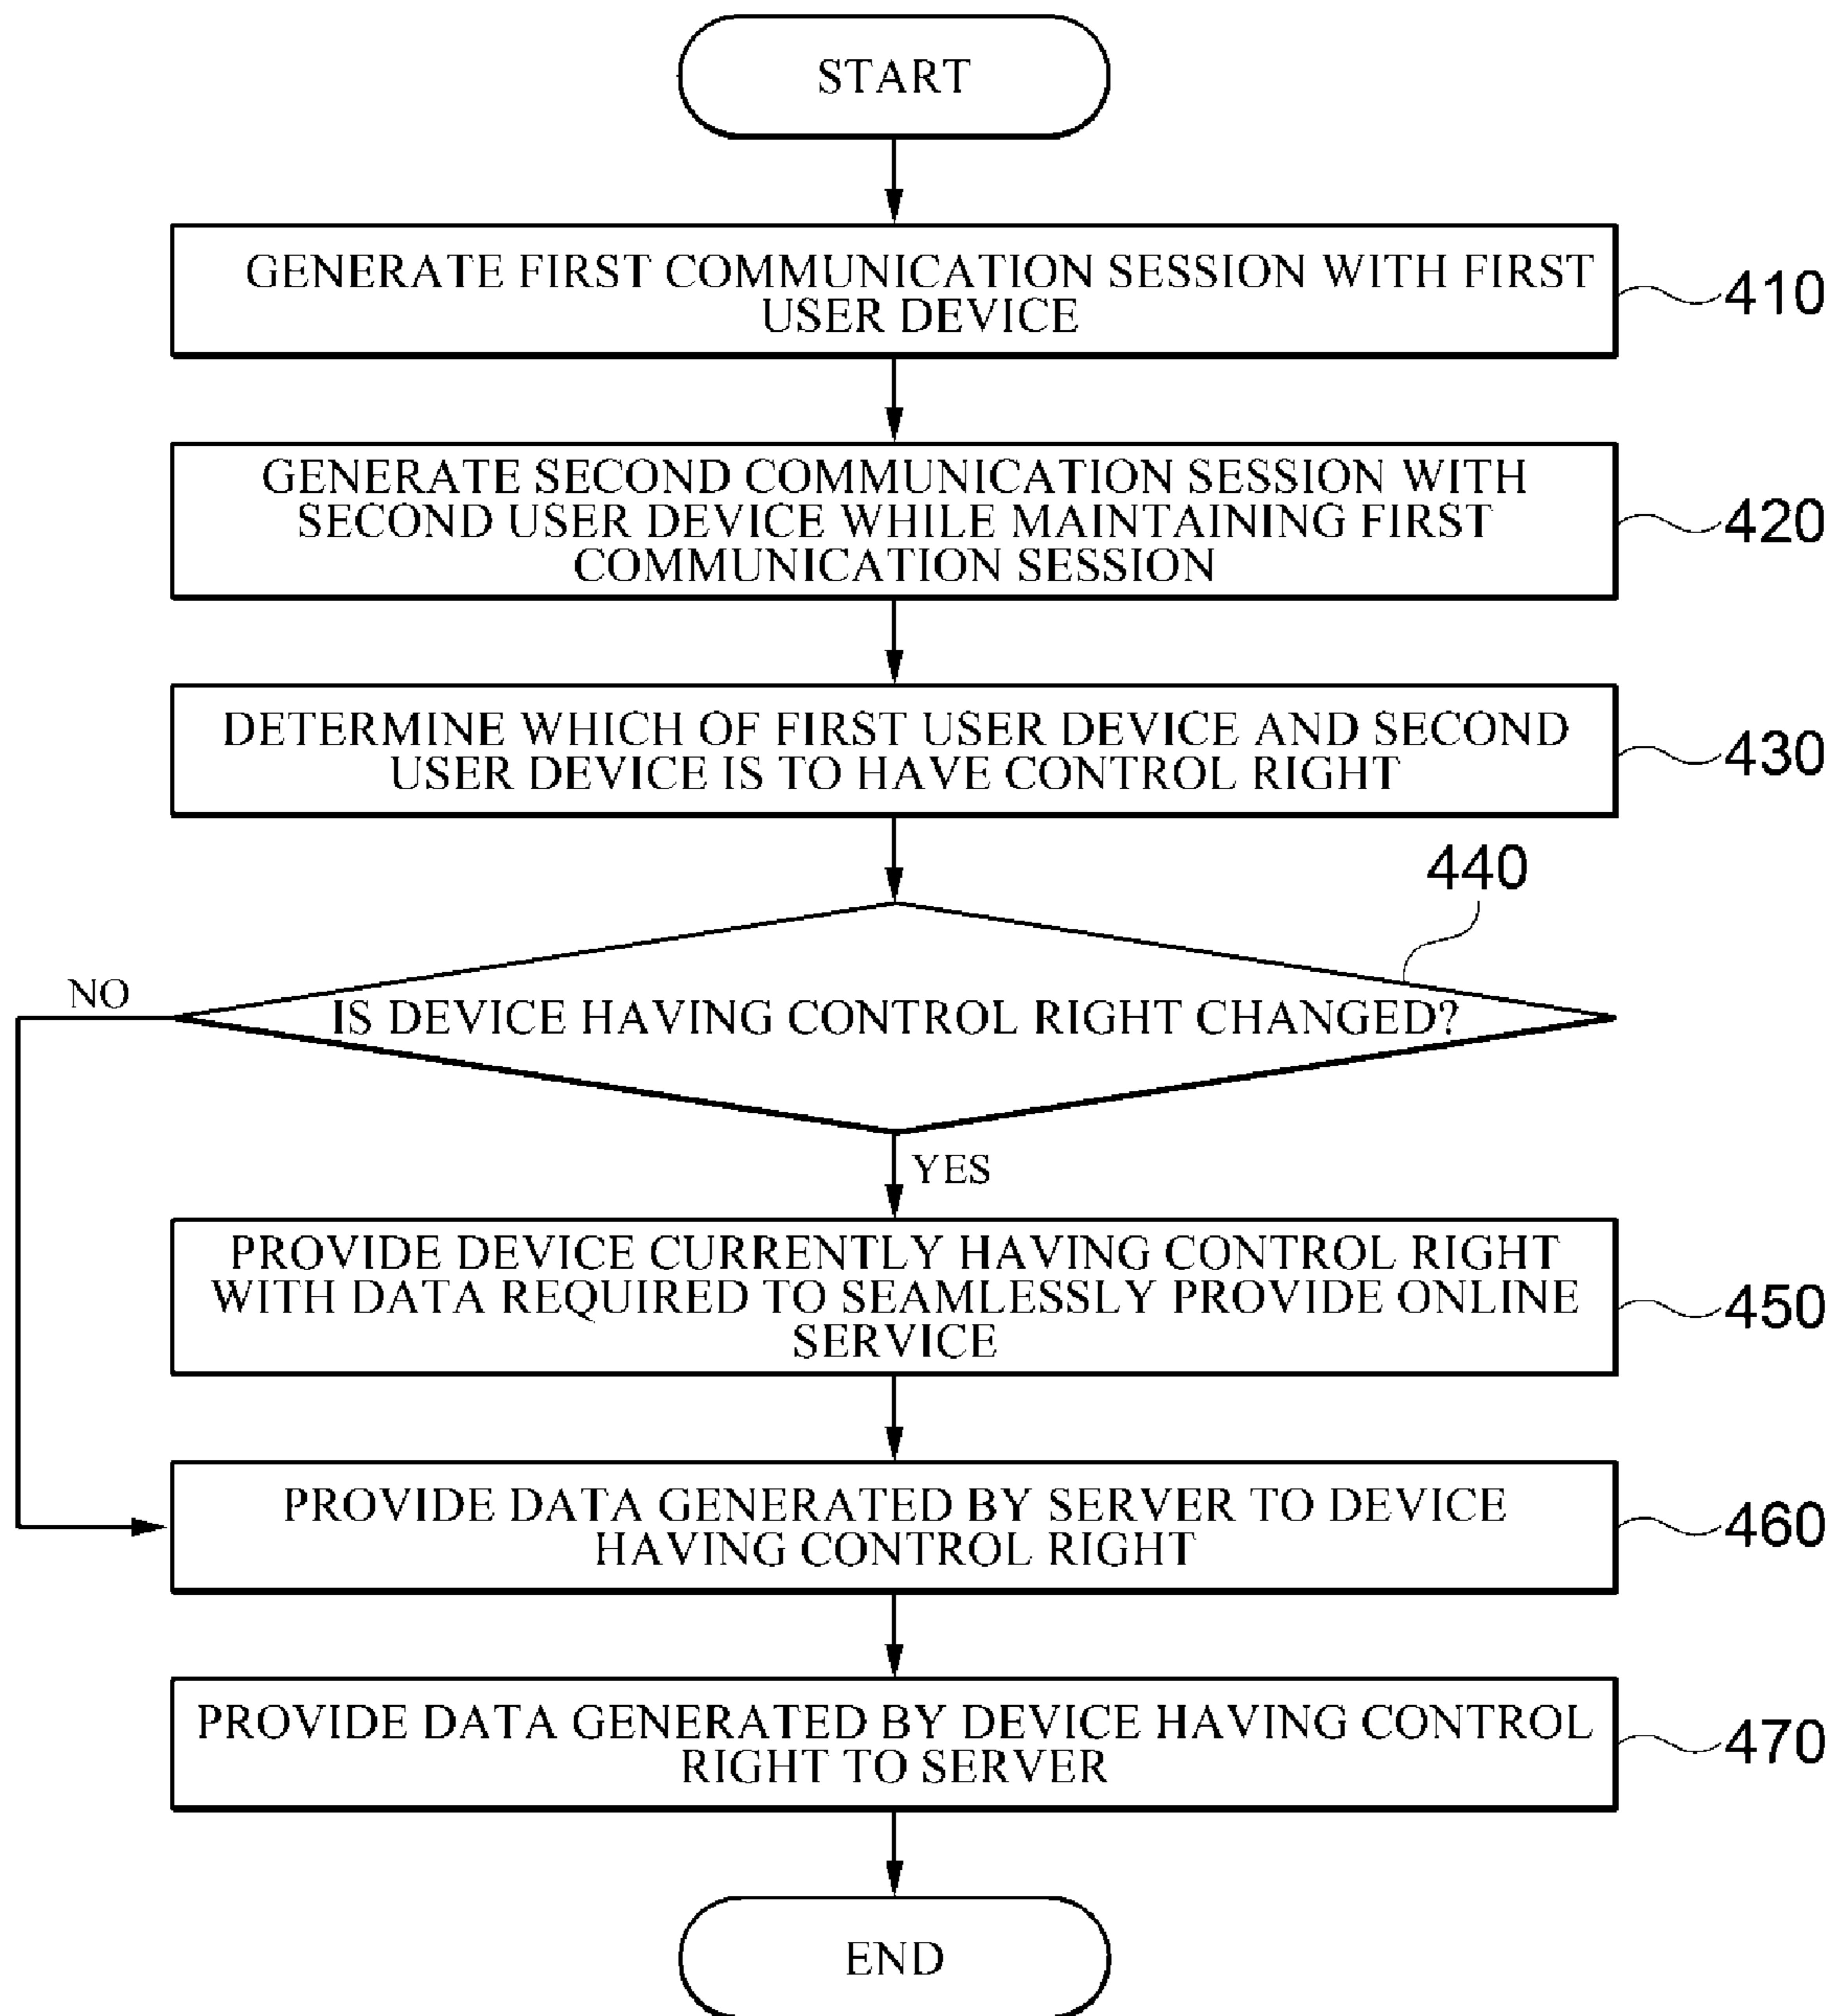 START
GENERATE FIRST COMMUNICATION SESSION WITH FIRST
USER DEVICE
410
GENERATE SECOND COMMUNICATION SESSION WITH
SECOND USER DEVICE WHILE MAINTAINING FIRST
COMMUNICATION SESSION
420
DETERMINE WHICH OF FIRST USER DEVICE AND SECOND
USER DEVICE IS TO HAVE CONTROL RIGHT
430
440
NO
IS DEVICE HAVING CONTROL RIGHT CHANGED?
YES
PROVIDE DEVICE CURRENTLY HAVING CONTROL RIGHT
WITH DATA REQUIRED TO SEAMLESSLY PROVIDE ONLINE
SERVICE
450
PROVIDE DATA GENERATED BY SERVER TO DEVICE
HAVING CONTROL RIGHT
460
PROVIDE DATA GENERATED BY DEVICE HAVING CONTROL
RIGHT TO SERVER
470
END